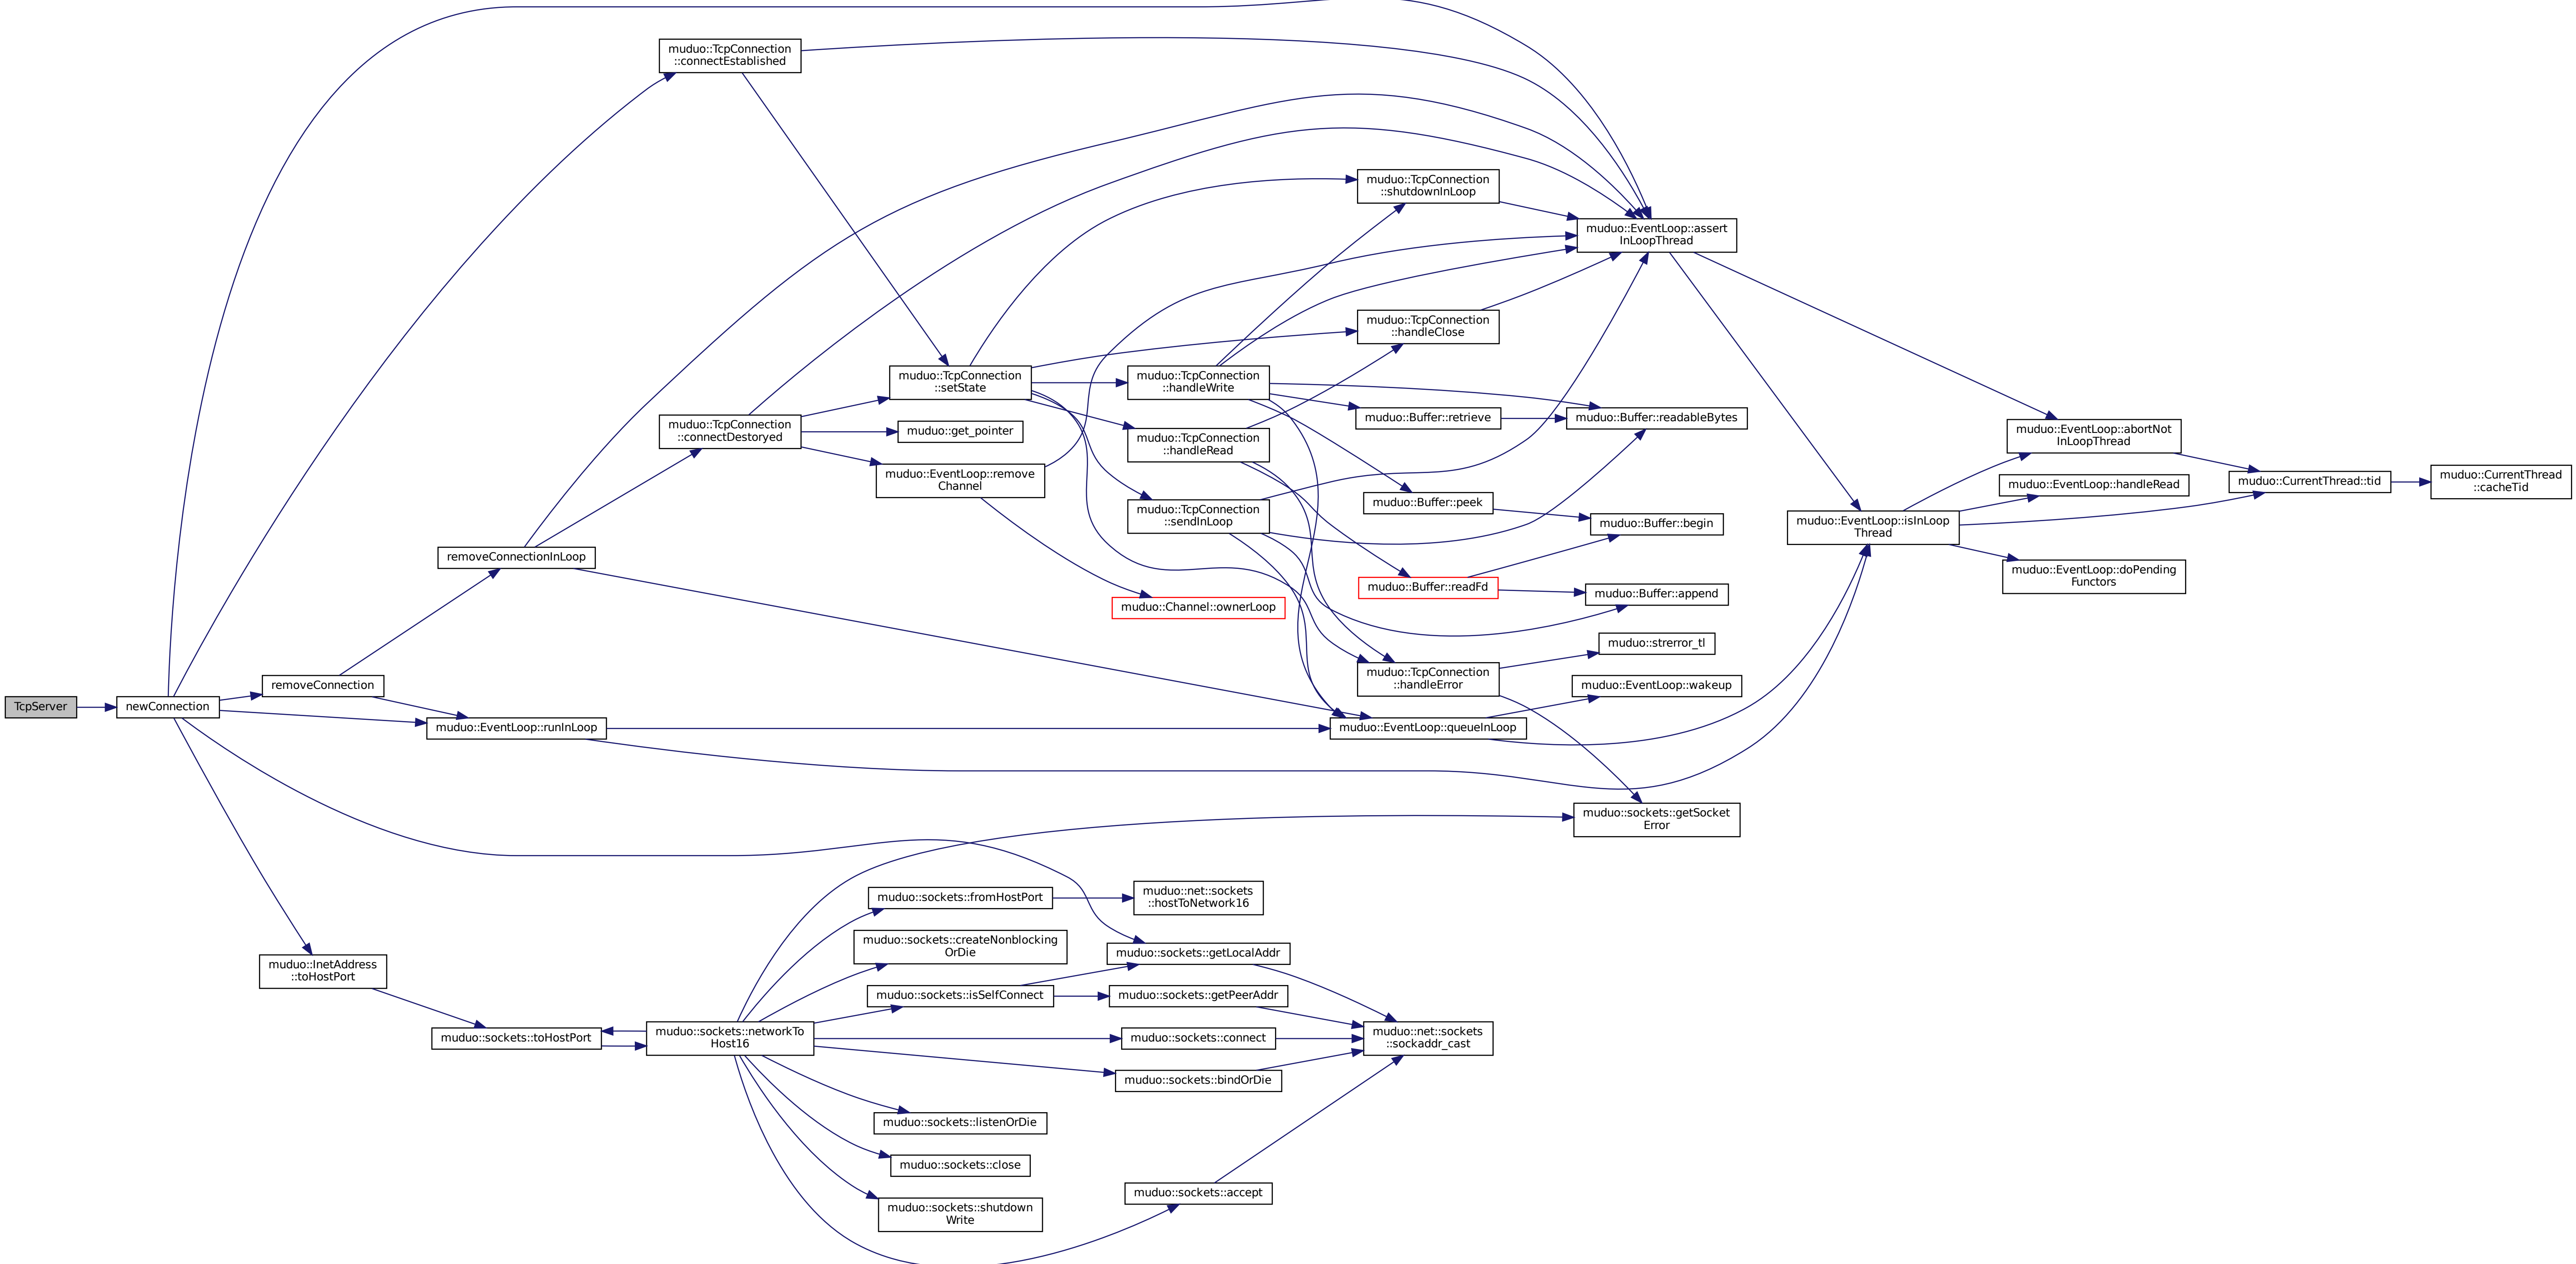 TcpServer
newConnection
removeConnection
muduo::InetAddress
::toHostPort
removeConnectionInLoop
muduo::EventLoop::runInLoop
muduo::sockets::toHostPort
muduo::TcpConnection
::connectEstablished
muduo::TcpConnection
::connectDestoryed
muduo::sockets::networkTo
Host16
muduo::TcpConnection
::setState
muduo::get_pointer
muduo::EventLoop::remove
Channel
muduo::sockets::fromHostPort
muduo::sockets::createNonblocking
OrDie
muduo::sockets::isSelfConnect
muduo::sockets::listenOrDie
muduo::sockets::close
muduo::sockets::shutdown
Write
muduo::TcpConnection
::handleWrite
muduo::TcpConnection
::handleRead
muduo::TcpConnection
::sendInLoop
muduo::Channel::ownerLoop
muduo::net::sockets
::hostToNetwork16
muduo::sockets::getLocalAddr
muduo::sockets::getPeerAddr
muduo::sockets::connect
muduo::sockets::bindOrDie
muduo::sockets::accept
muduo::TcpConnection
::shutdownInLoop
muduo::TcpConnection
::handleClose
muduo::Buffer::retrieve
muduo::Buffer::peek
muduo::Buffer::readFd
muduo::TcpConnection
::handleError
muduo::EventLoop::queueInLoop
muduo::net::sockets
::sockaddr_cast
muduo::EventLoop::assert
InLoopThread
muduo::Buffer::readableBytes
muduo::Buffer::begin
muduo::Buffer::append
muduo::strerror_tl
muduo::EventLoop::wakeup
muduo::sockets::getSocket
Error
muduo::EventLoop::isInLoop
Thread
muduo::EventLoop::abortNot
InLoopThread
muduo::EventLoop::handleRead
muduo::EventLoop::doPending
Functors
muduo::CurrentThread::tid
muduo::CurrentThread
::cacheTid